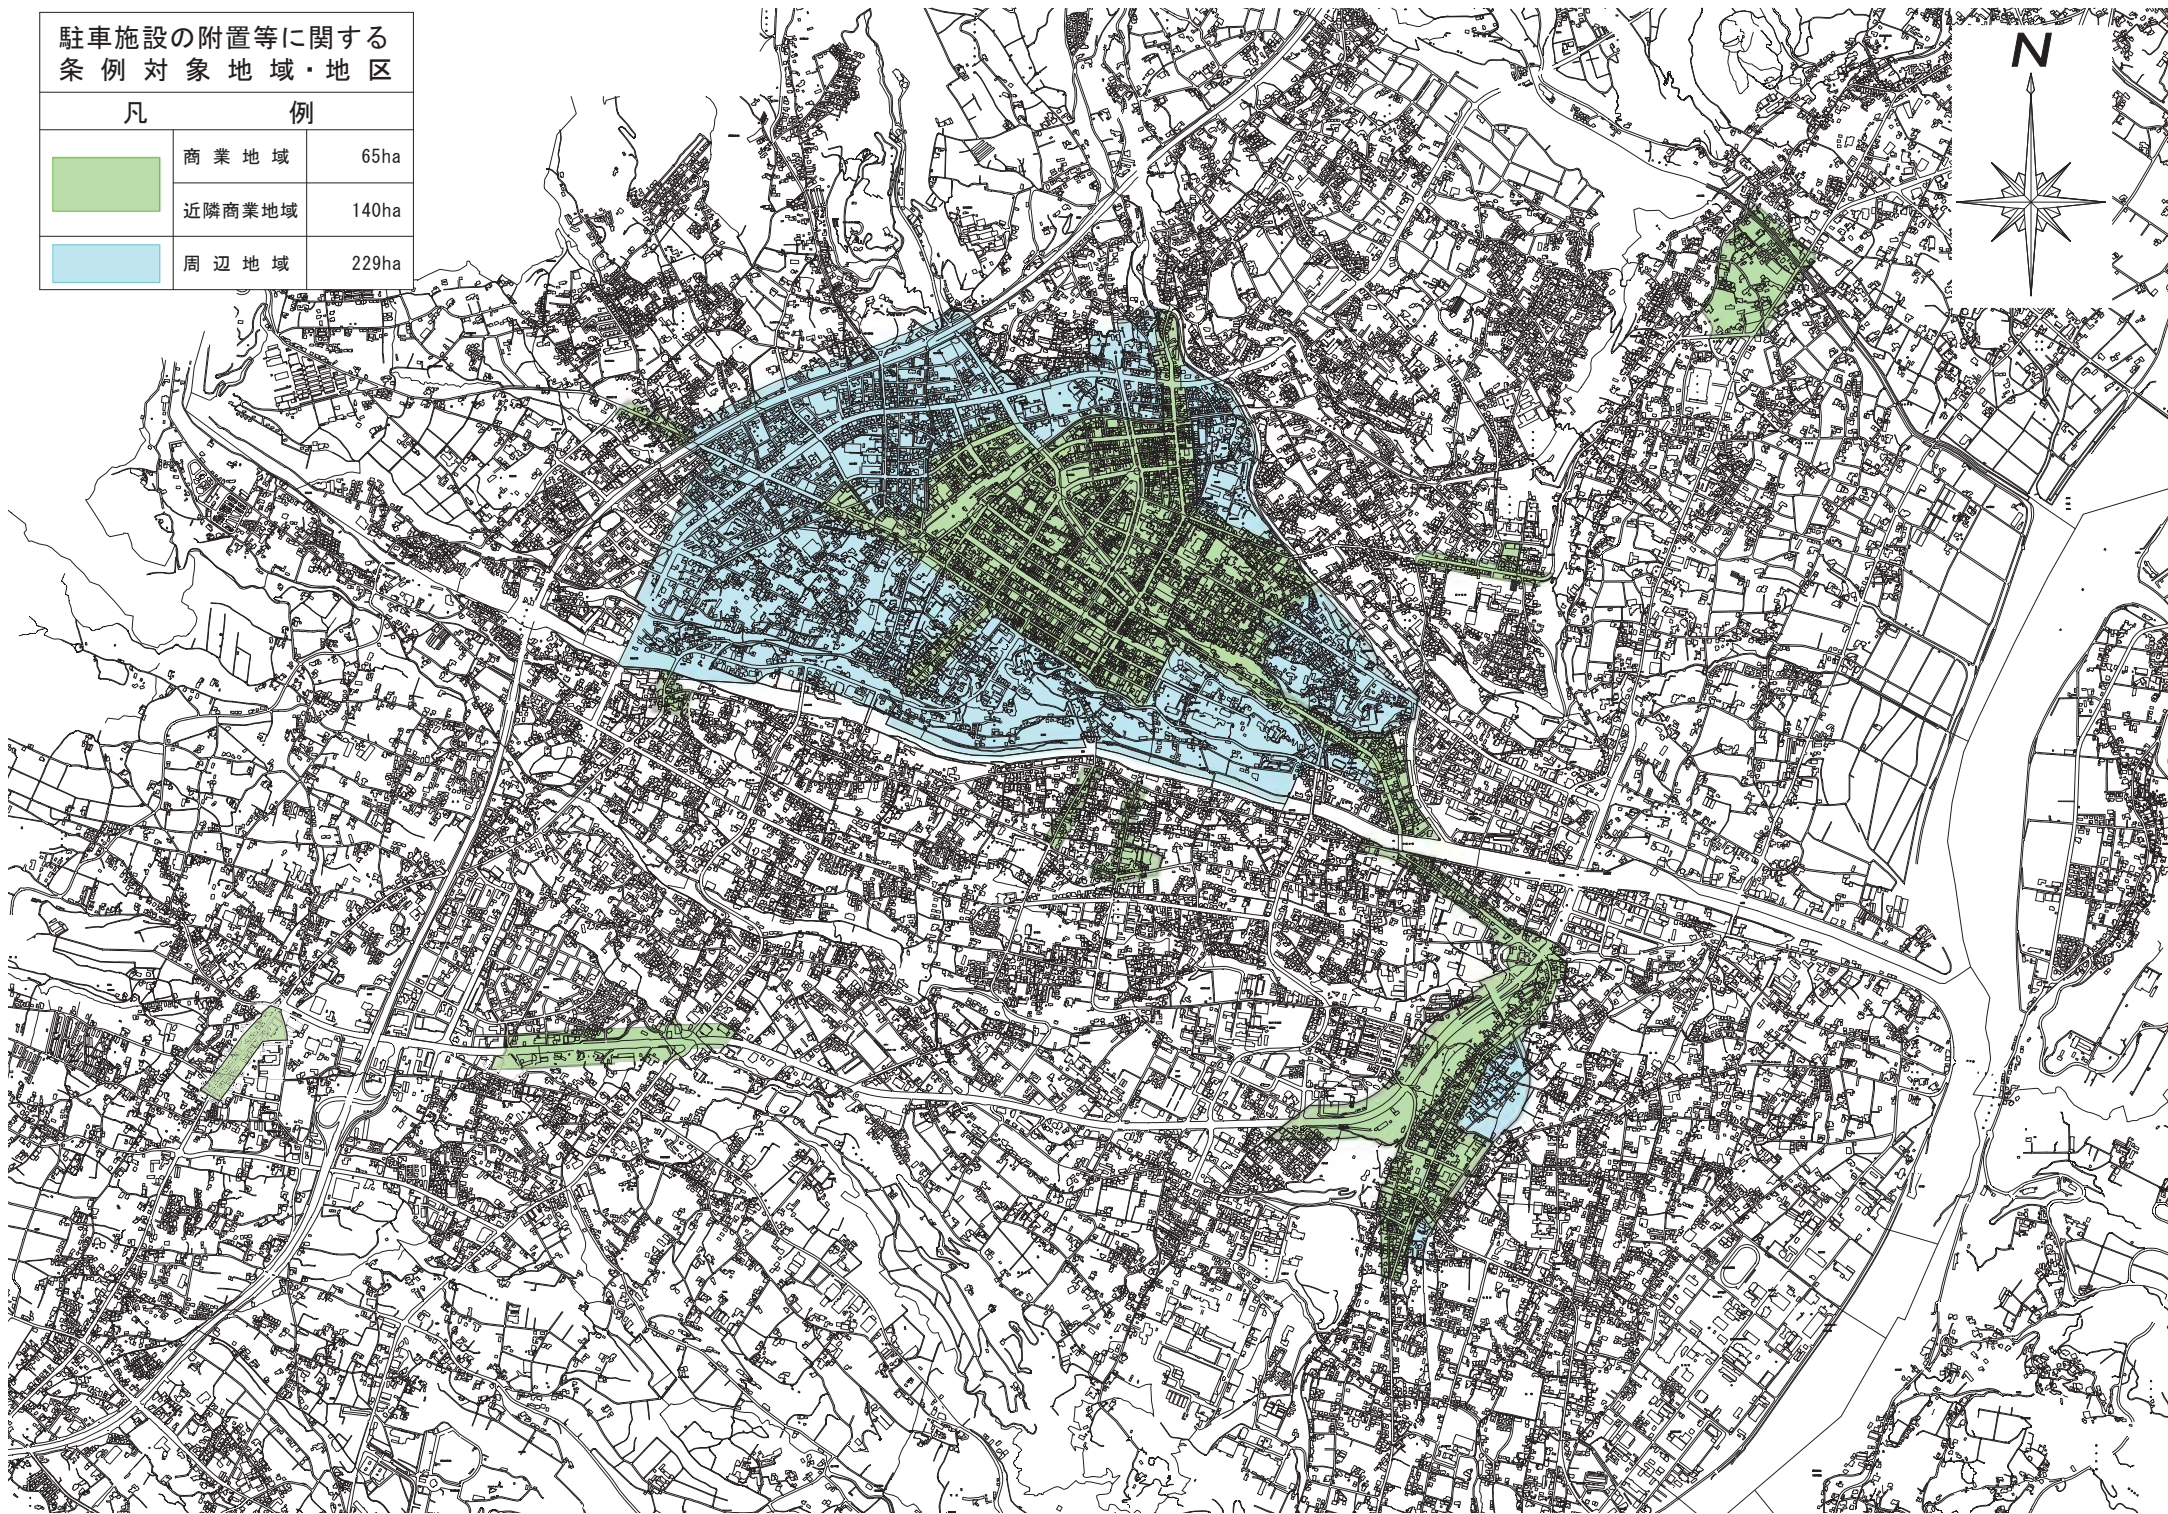 駐車施設の附置等に関する
条例対象地域・地区
凡例
商業地域 65ha
近隣商業地域 140ha
周辺地域 229ha
N